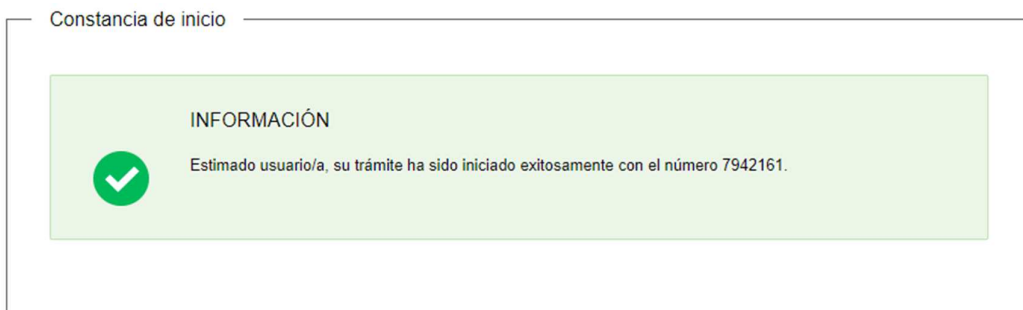 Constancia de inicio
INFORMACIÓN
Estimado usuario/a, su trámite ha sido iniciado exitosamente con el número 7942161.